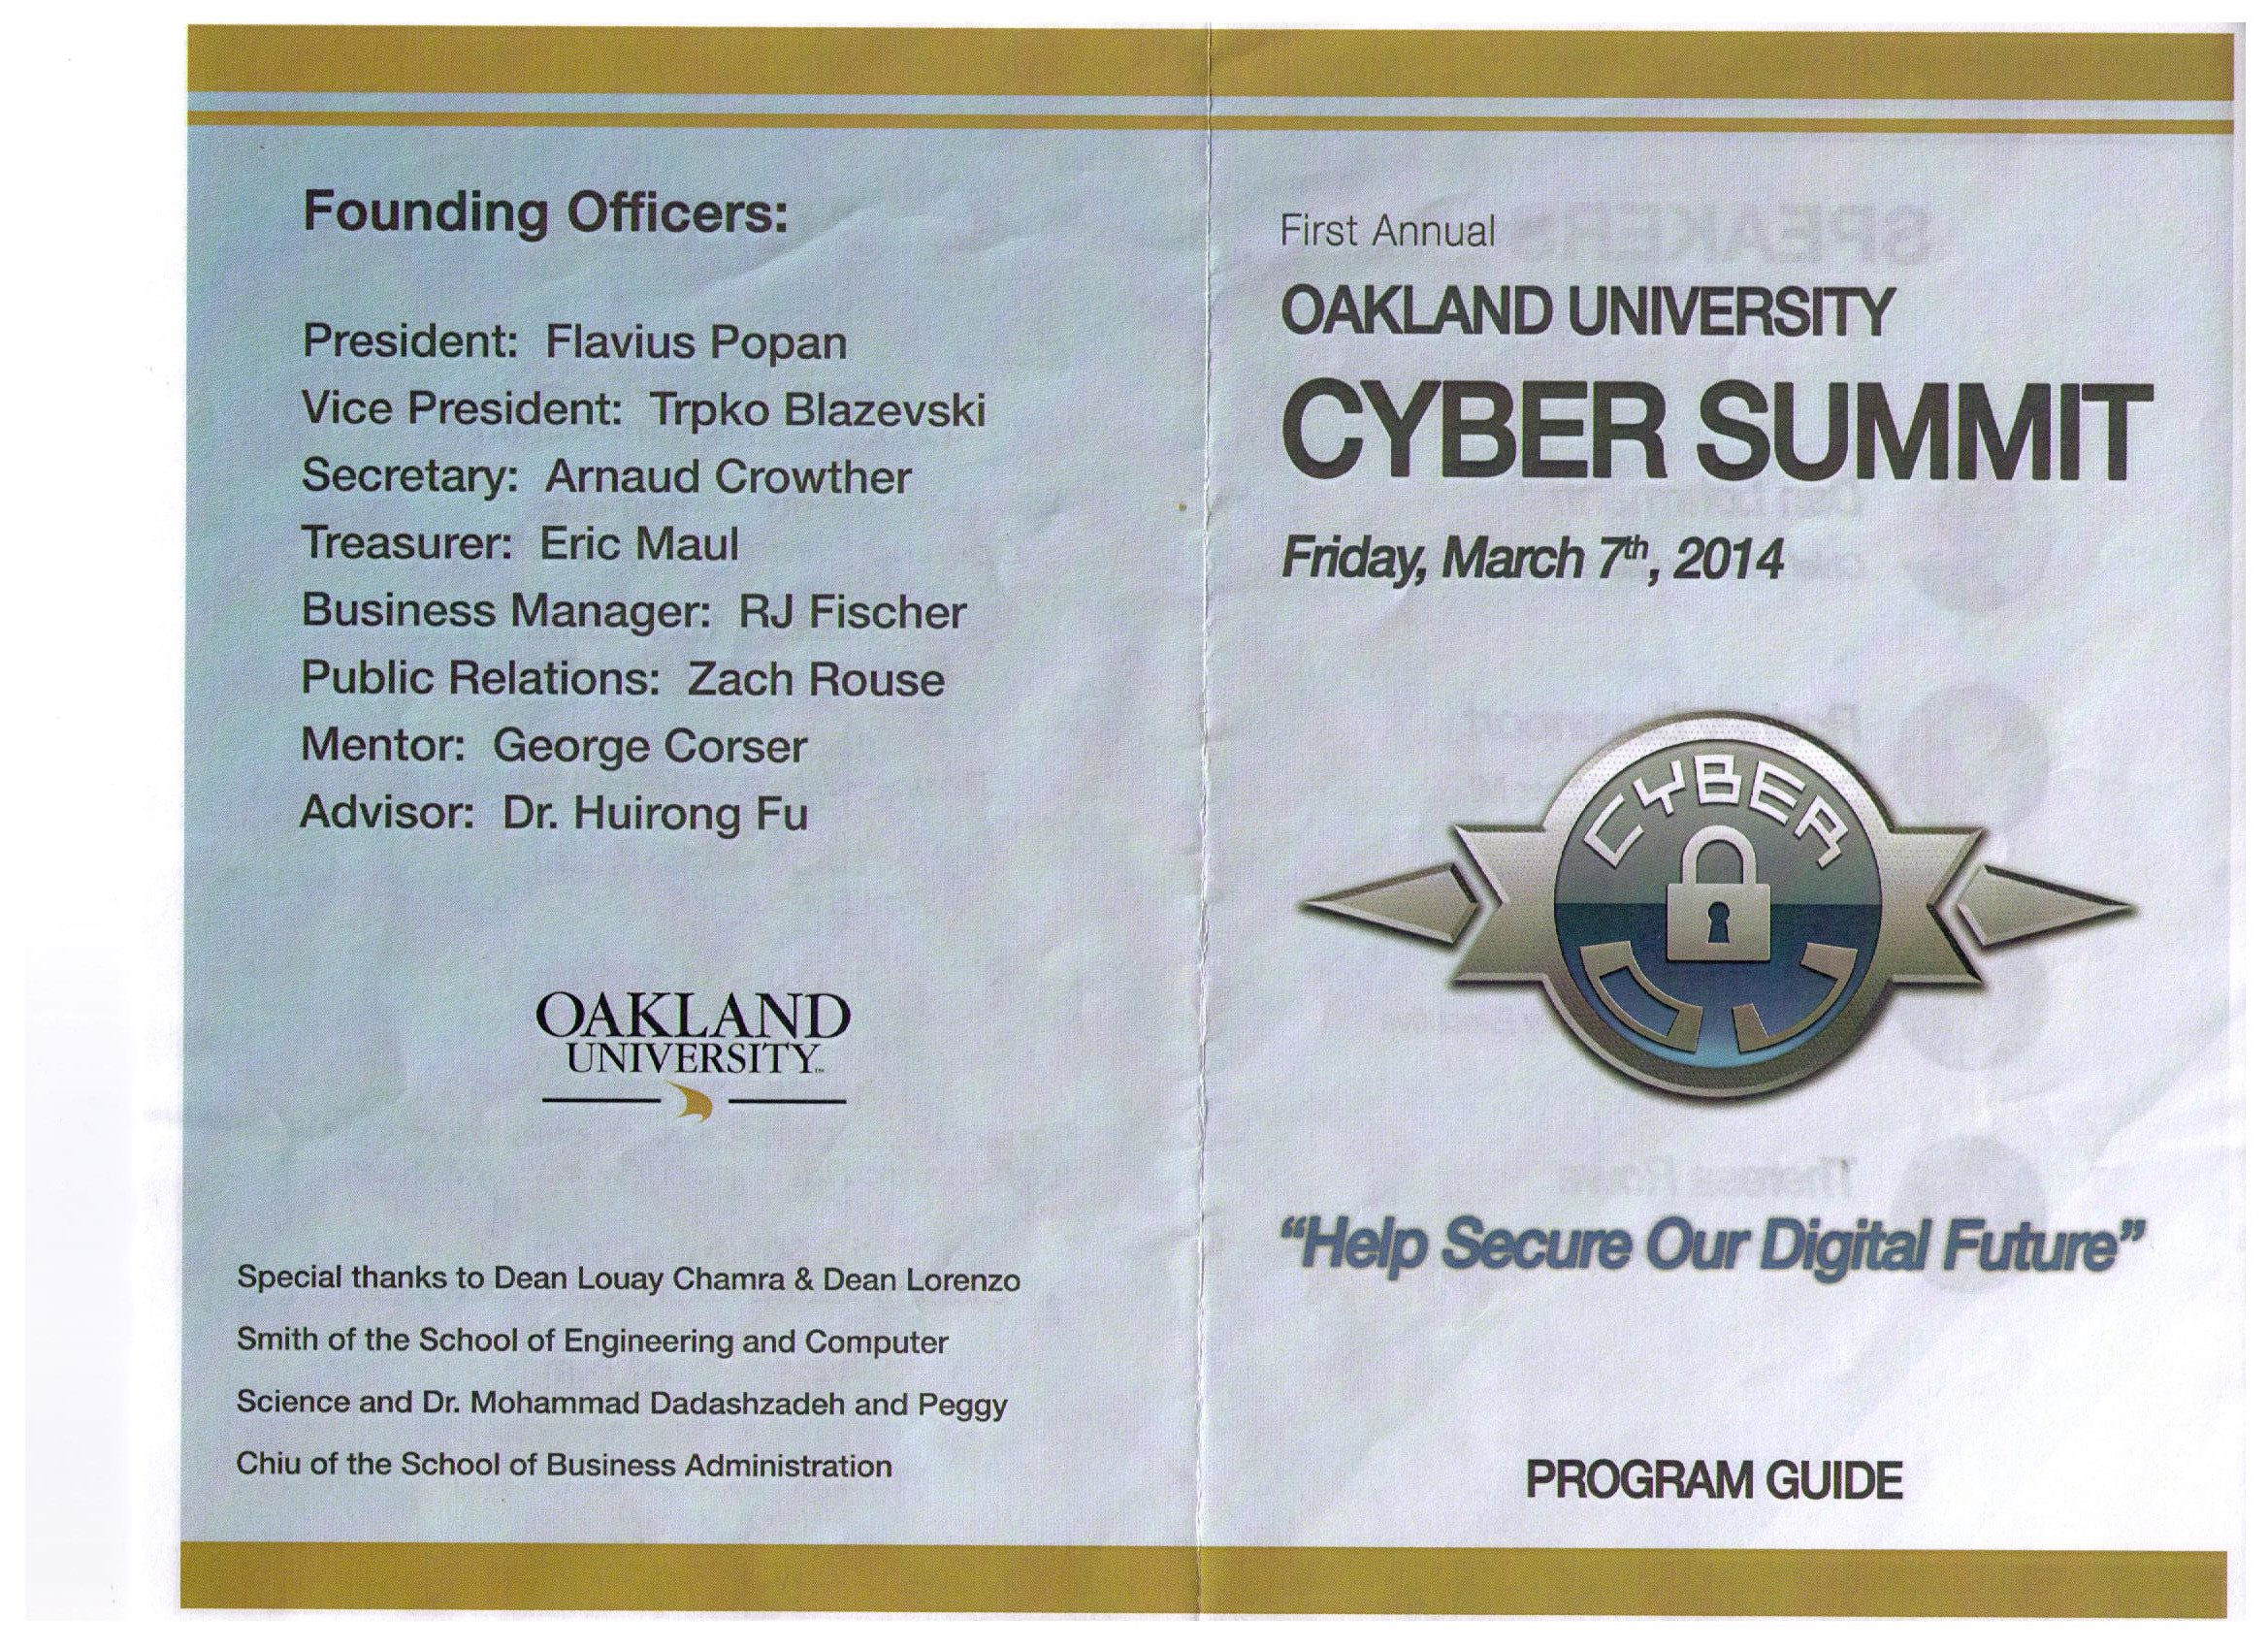 Founding Officers:
President: Flavius Popan
Vice President: Trpko Blazevski
Secretary: Arnaud Crowther
Treasurer: Eric Maul
Business Manager: RJ Fischer
Public Relations: Zach Rouse
Mentor: George Corser
Advisor: Dr. Huirong Fu
OAKLAND
UNIVERSITY™
Special thanks to Dean Louay Chamra & Dean Lorenzo
Smith of the School of Engineering and Computer
Science and Dr. Mohammad Dadashzadeh and Peggy
Chiu of the School of Business Administration
First Annual
OAKLAND UNIVERSITY
CYBER SUMMIT
Friday, March 7th, 2014
CYBER
OU
"Help Secure Our Digital Future"
PROGRAM GUIDE